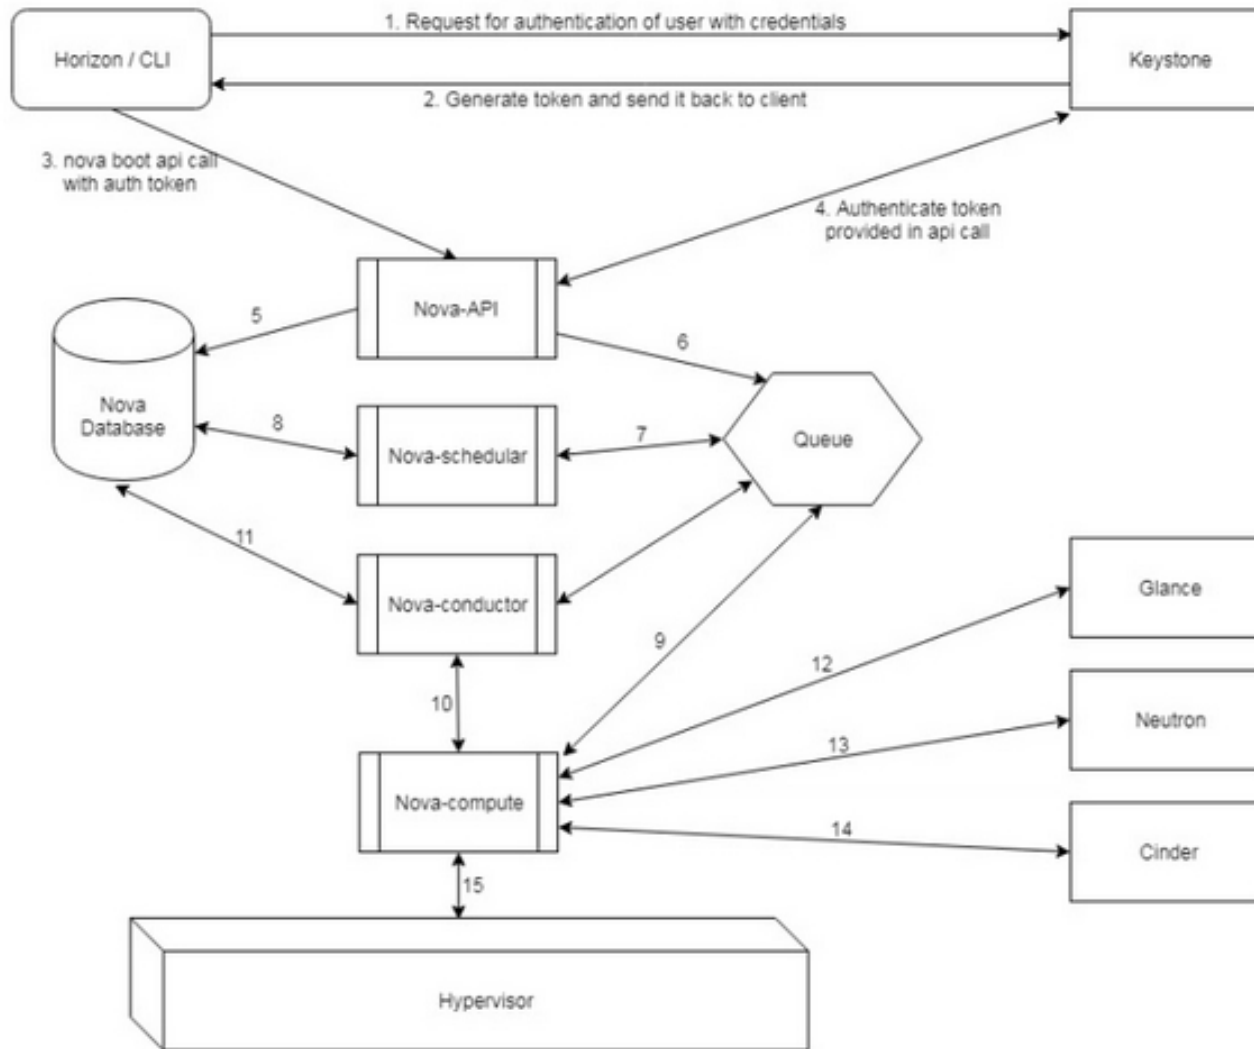 1. Request for authentication of user with credentials
Horizon / CLI
Keystone
2. Generate token and send it back to client
3. nova boot api call
with auth token
4. Authenticate token
provided in api call
Nova-API
5
6
Nova
Database
8
Nova-schedular
7
Queue
11
Nova-conductor
Glance
9
12
10
Neutron
13
Nova-compute
14
Cinder
15
Hypervisor